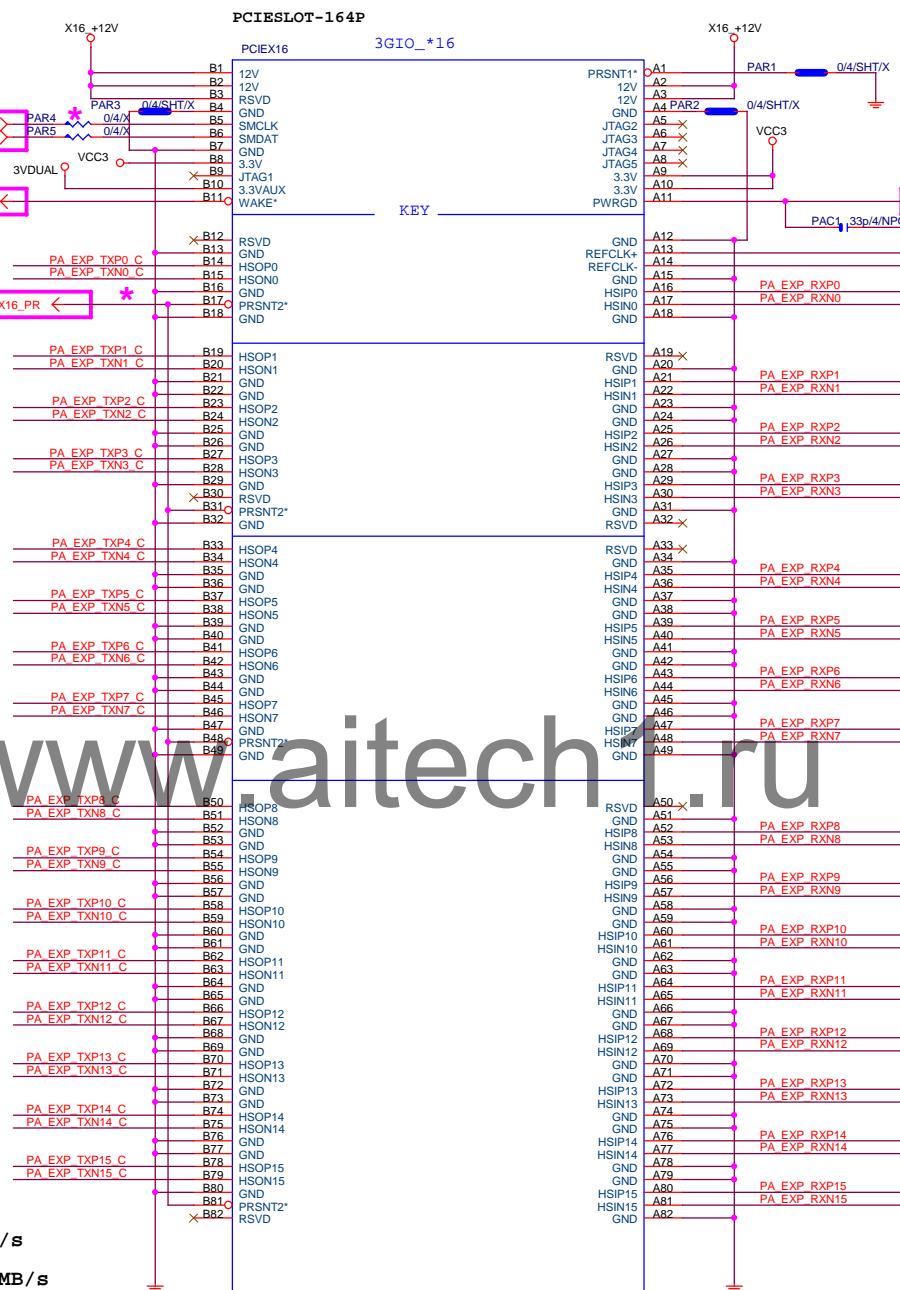 PCIESLOT-164P
X16_+12V
PCIEX16
3GIO_*16
X16_+12V
B1 12V
B2 12V
B3 RSVD
PAR3 0/4/SHT/X B4 GND
PAR4 0/4/X B5 SMCLK
PAR5 0/4/X B6 SMDAT
B7 GND
VCC3 B8 3.3V
B9 JTAG1
3VDUAL B10 3.3VAUX
B11 WAKE*
PRSNT1* A1 PAR1 0/4/SHT/X
12V A2
12V A3
GND A4 PAR2 0/4/SHT/X
JTAG2 A5
JTAG3 A6
JTAG4 A7
JTAG5 A8
VCC3
3.3V A9
3.3V A10
PWRGD A11
PAC1 33p/4/NPO
KEY
B12 RSVD
B13 GND
PA_EXP_TXP0_C B14 HSOP0
PA_EXP_TXN0_C B15 HSON0
B16 GND
X16_PR B17 PRSNT2*
B18 GND
GND A12
REFCLK+ A13
REFCLK- A14
GND A15
HSIP0 A16 PA_EXP_RXP0
HSIN0 A17 PA_EXP_RXN0
GND A18
PA_EXP_TXP1_C B19 HSOP1
PA_EXP_TXN1_C B20 HSON1
B21 GND
B22 GND
PA_EXP_TXP2_C B23 HSOP2
PA_EXP_TXN2_C B24 HSON2
B25 GND
B26 GND
PA_EXP_TXP3_C B27 HSOP3
PA_EXP_TXN3_C B28 HSON3
B29 GND
B30 RSVD
B31 PRSNT2*
B32 GND
RSVD A19
GND A20
HSIP1 A21 PA_EXP_RXP1
HSIN1 A22 PA_EXP_RXN1
GND A23
GND A24
HSIP2 A25 PA_EXP_RXP2
HSIN2 A26 PA_EXP_RXN2
GND A27
GND A28
HSIP3 A29 PA_EXP_RXP3
HSIN3 A30 PA_EXP_RXN3
GND A31
RSVD A32
PA_EXP_TXP4_C B33 HSOP4
PA_EXP_TXN4_C B34 HSON4
B35 GND
B36 GND
PA_EXP_TXP5_C B37 HSOP5
PA_EXP_TXN5_C B38 HSON5
B39 GND
B40 GND
PA_EXP_TXP6_C B41 HSOP6
PA_EXP_TXN6_C B42 HSON6
B43 GND
B44 GND
PA_EXP_TXP7_C B45 HSOP7
PA_EXP_TXN7_C B46 HSON7
B47 GND
B48 PRSNT2*
B49 GND
RSVD A33
GND A34
HSIP4 A35 PA_EXP_RXP4
HSIN4 A36 PA_EXP_RXN4
GND A37
GND A38
HSIP5 A39 PA_EXP_RXP5
HSIN5 A40 PA_EXP_RXN5
GND A41
GND A42
HSIP6 A43 PA_EXP_RXP6
HSIN6 A44 PA_EXP_RXN6
GND A45
GND A46
HSIP7 A47 PA_EXP_RXP7
HSIN7 A48 PA_EXP_RXN7
GND A49
www.aitech1.ru
PA_EXP_TXP8_C B50 HSOP8
PA_EXP_TXN8_C B51 HSON8
B52 GND
B53 GND
PA_EXP_TXP9_C B54 HSOP9
PA_EXP_TXN9_C B55 HSON9
B56 GND
B57 GND
PA_EXP_TXP10_C B58 HSOP10
PA_EXP_TXN10_C B59 HSON10
B60 GND
B61 GND
PA_EXP_TXP11_C B62 HSOP11
PA_EXP_TXN11_C B63 HSON11
B64 GND
B65 GND
PA_EXP_TXP12_C B66 HSOP12
PA_EXP_TXN12_C B67 HSON12
B68 GND
B69 GND
PA_EXP_TXP13_C B70 HSOP13
PA_EXP_TXN13_C B71 HSON13
B72 GND
B73 GND
PA_EXP_TXP14_C B74 HSOP14
PA_EXP_TXN14_C B75 HSON14
B76 GND
B77 GND
PA_EXP_TXP15_C B78 HSOP15
PA_EXP_TXN15_C B79 HSON15
B80 GND
B81 PRSNT2*
B82 RSVD
RSVD A50
GND A51
HSIP8 A52 PA_EXP_RXP8
HSIN8 A53 PA_EXP_RXN8
GND A54
GND A55
HSIP9 A56 PA_EXP_RXP9
HSIN9 A57 PA_EXP_RXN9
GND A58
GND A59
HSIP10 A60 PA_EXP_RXP10
HSIN10 A61 PA_EXP_RXN10
GND A62
GND A63
HSIP11 A64 PA_EXP_RXP11
HSIN11 A65 PA_EXP_RXN11
GND A66
GND A67
HSIP12 A68 PA_EXP_RXP12
HSIN12 A69 PA_EXP_RXN12
GND A70
GND A71
HSIP13 A72 PA_EXP_RXP13
HSIN13 A73 PA_EXP_RXN13
GND A74
GND A75
HSIP14 A76 PA_EXP_RXP14
HSIN14 A77 PA_EXP_RXN14
GND A78
GND A79
HSIP15 A80 PA_EXP_RXP15
HSIN15 A81 PA_EXP_RXN15
GND A82
/s
MB/s